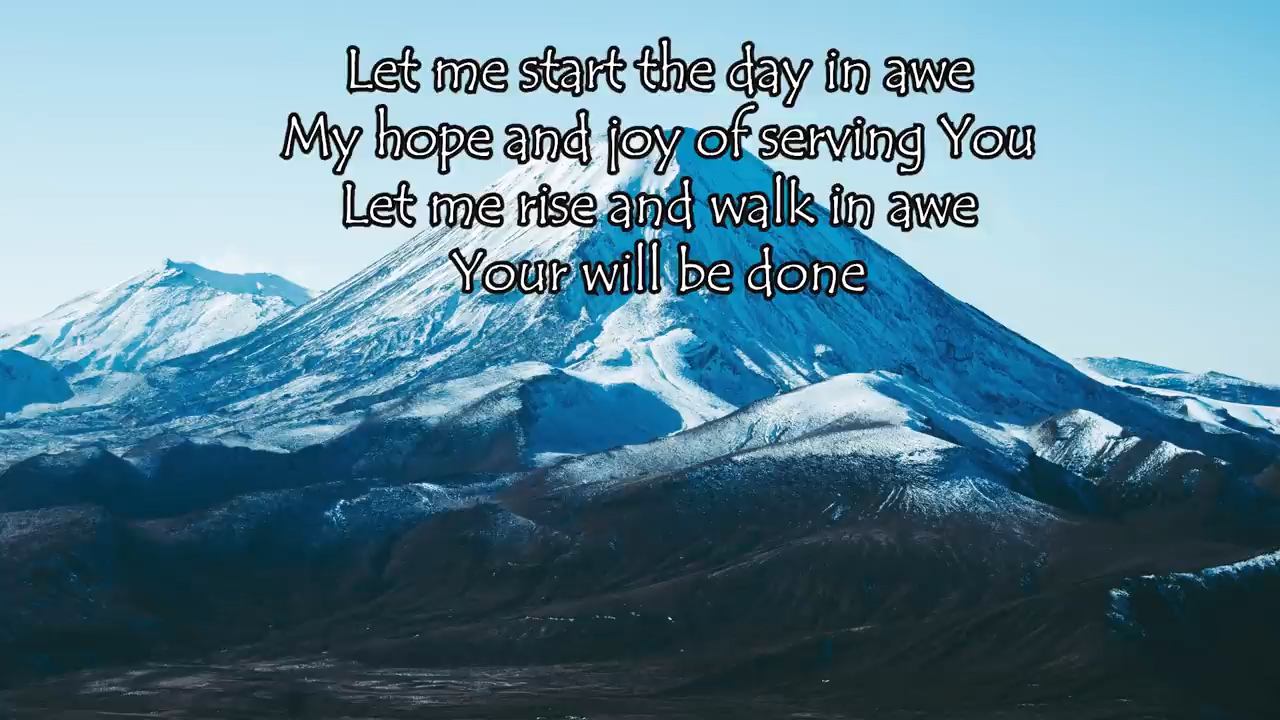 Let me start the day in awe
My hope and joy of serving You
Let me rise and walk in awe
Your will be done